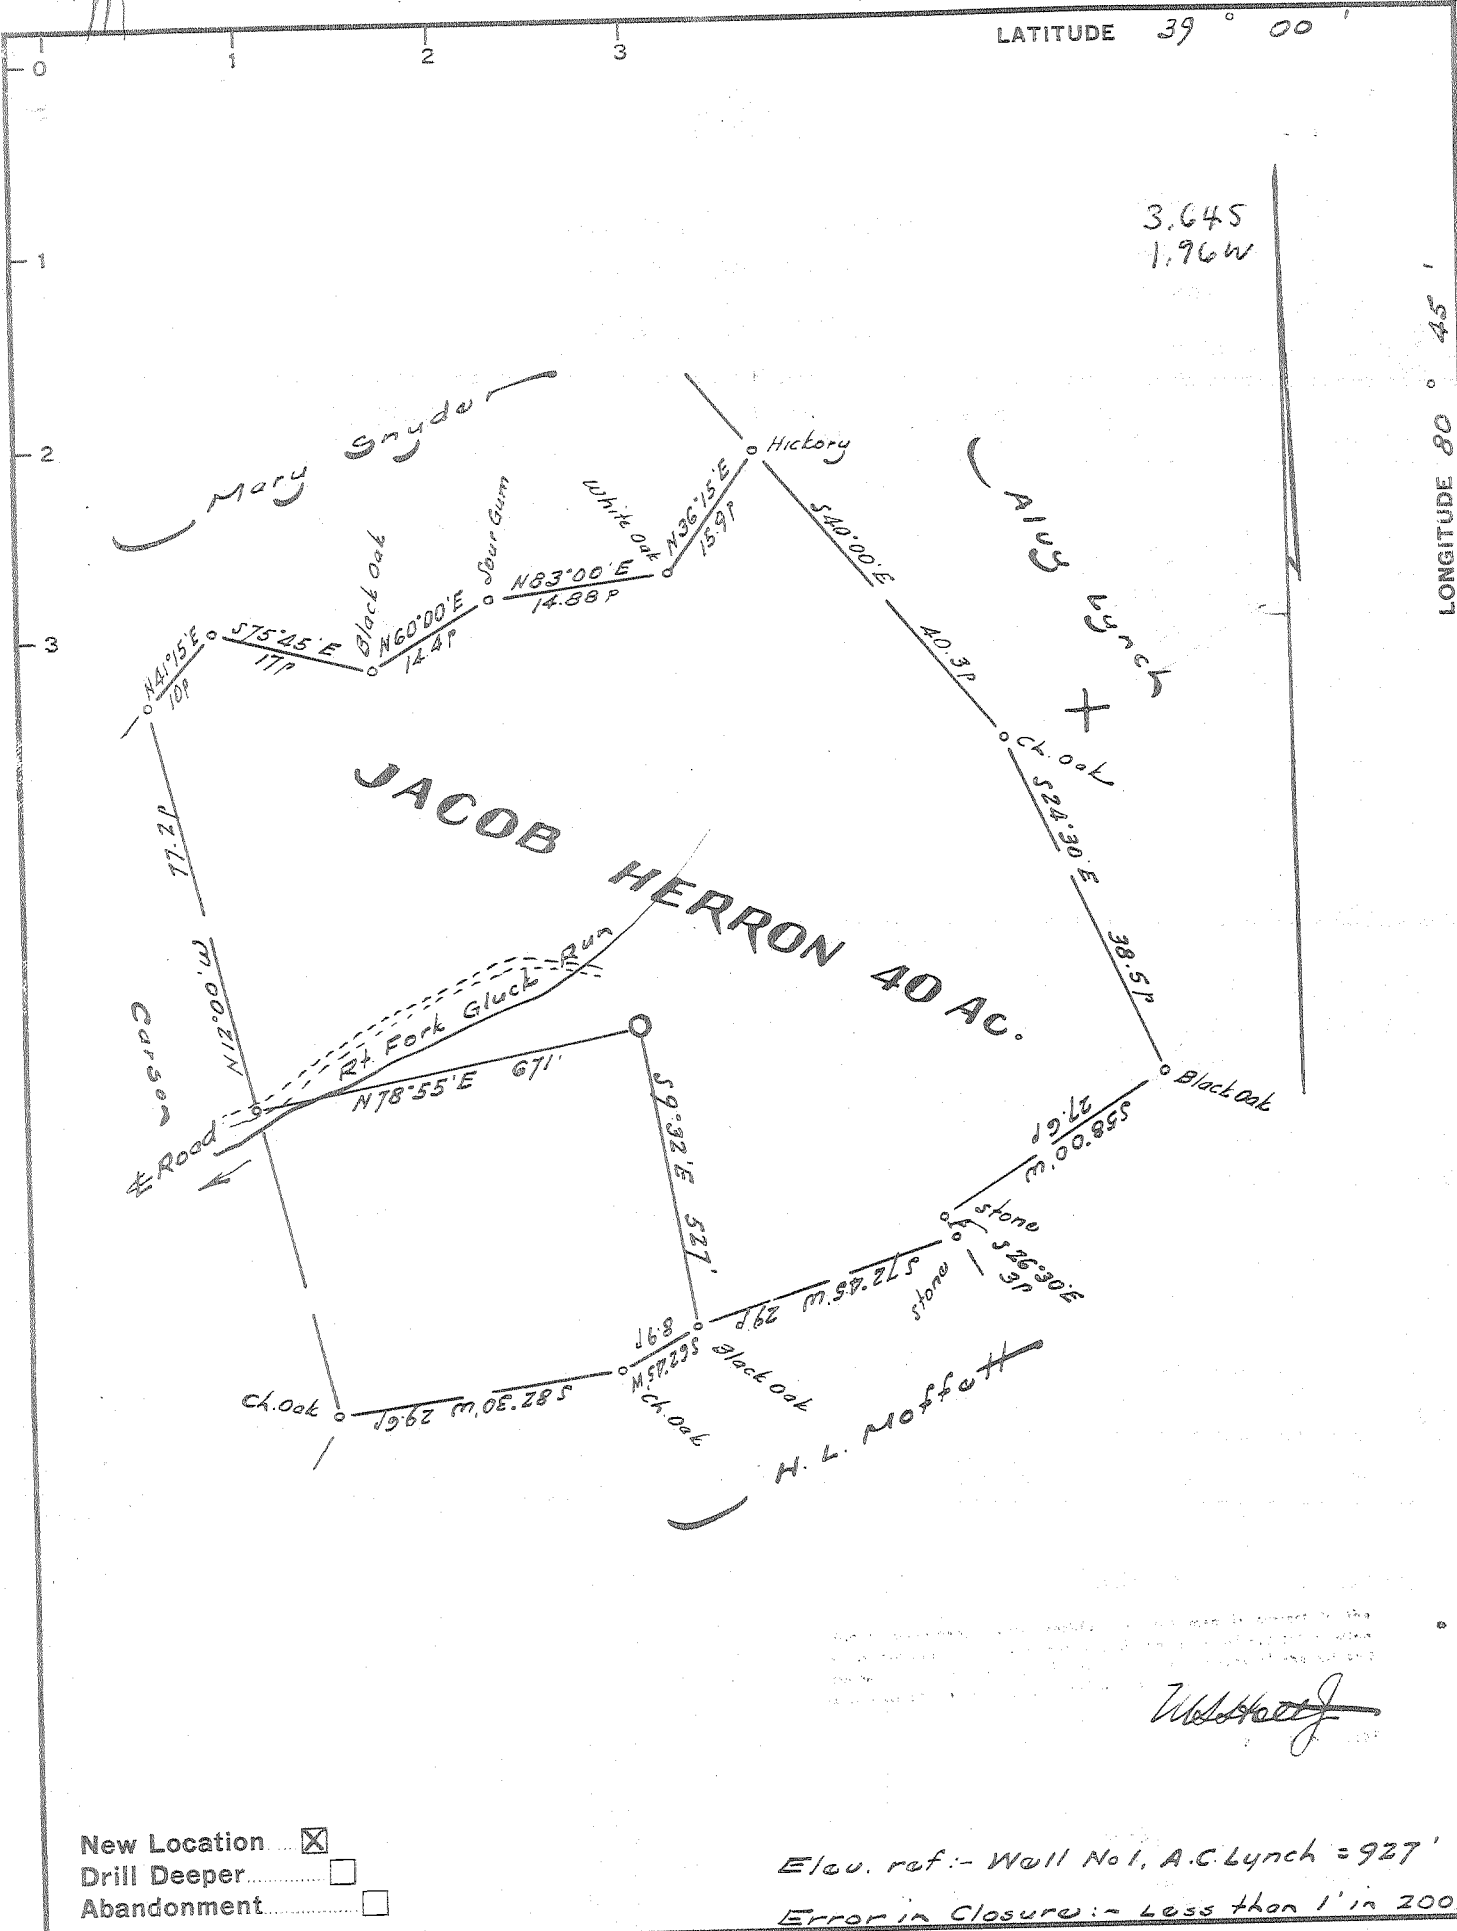 LATITUDE 39 ° 00 '
0 1 2 3
1
2
3
3.64S
1.96W
LONGITUDE 80 ° 45 '
Mary Snyder
Hickory
Alvy Lynch
Sour Gum
White Oak
Black Oak
N36°15'E
15.9P
S40°00'E
40.3P
N83°00'E
14.88P
N60°00'E
14.4P
S75°45'E
17P
N41°15'E
10P
Ch. Oak
S24°30'E
38.5P
JACOB HERRON 40 Ac.
77.2P
N12°00'W
Carson
Rt. Fork Gluck Run
N78°55'E 671'
Road
S9°32'E 527'
Black Oak
S58°00'W
27.6P
Stone
S26°30'E
3P
Stone
S72°45'W 29P
Black Oak
S62°45'W
8.9P
Ch. Oak
S82°30'W 29.6P
Ch. Oak
H. L. Moffatt
New Location X
Drill Deeper
Abandonment
Elev. ref:- Well No 1, A.C. Lynch = 927'
Error in Closure:- Less than 1' in 200